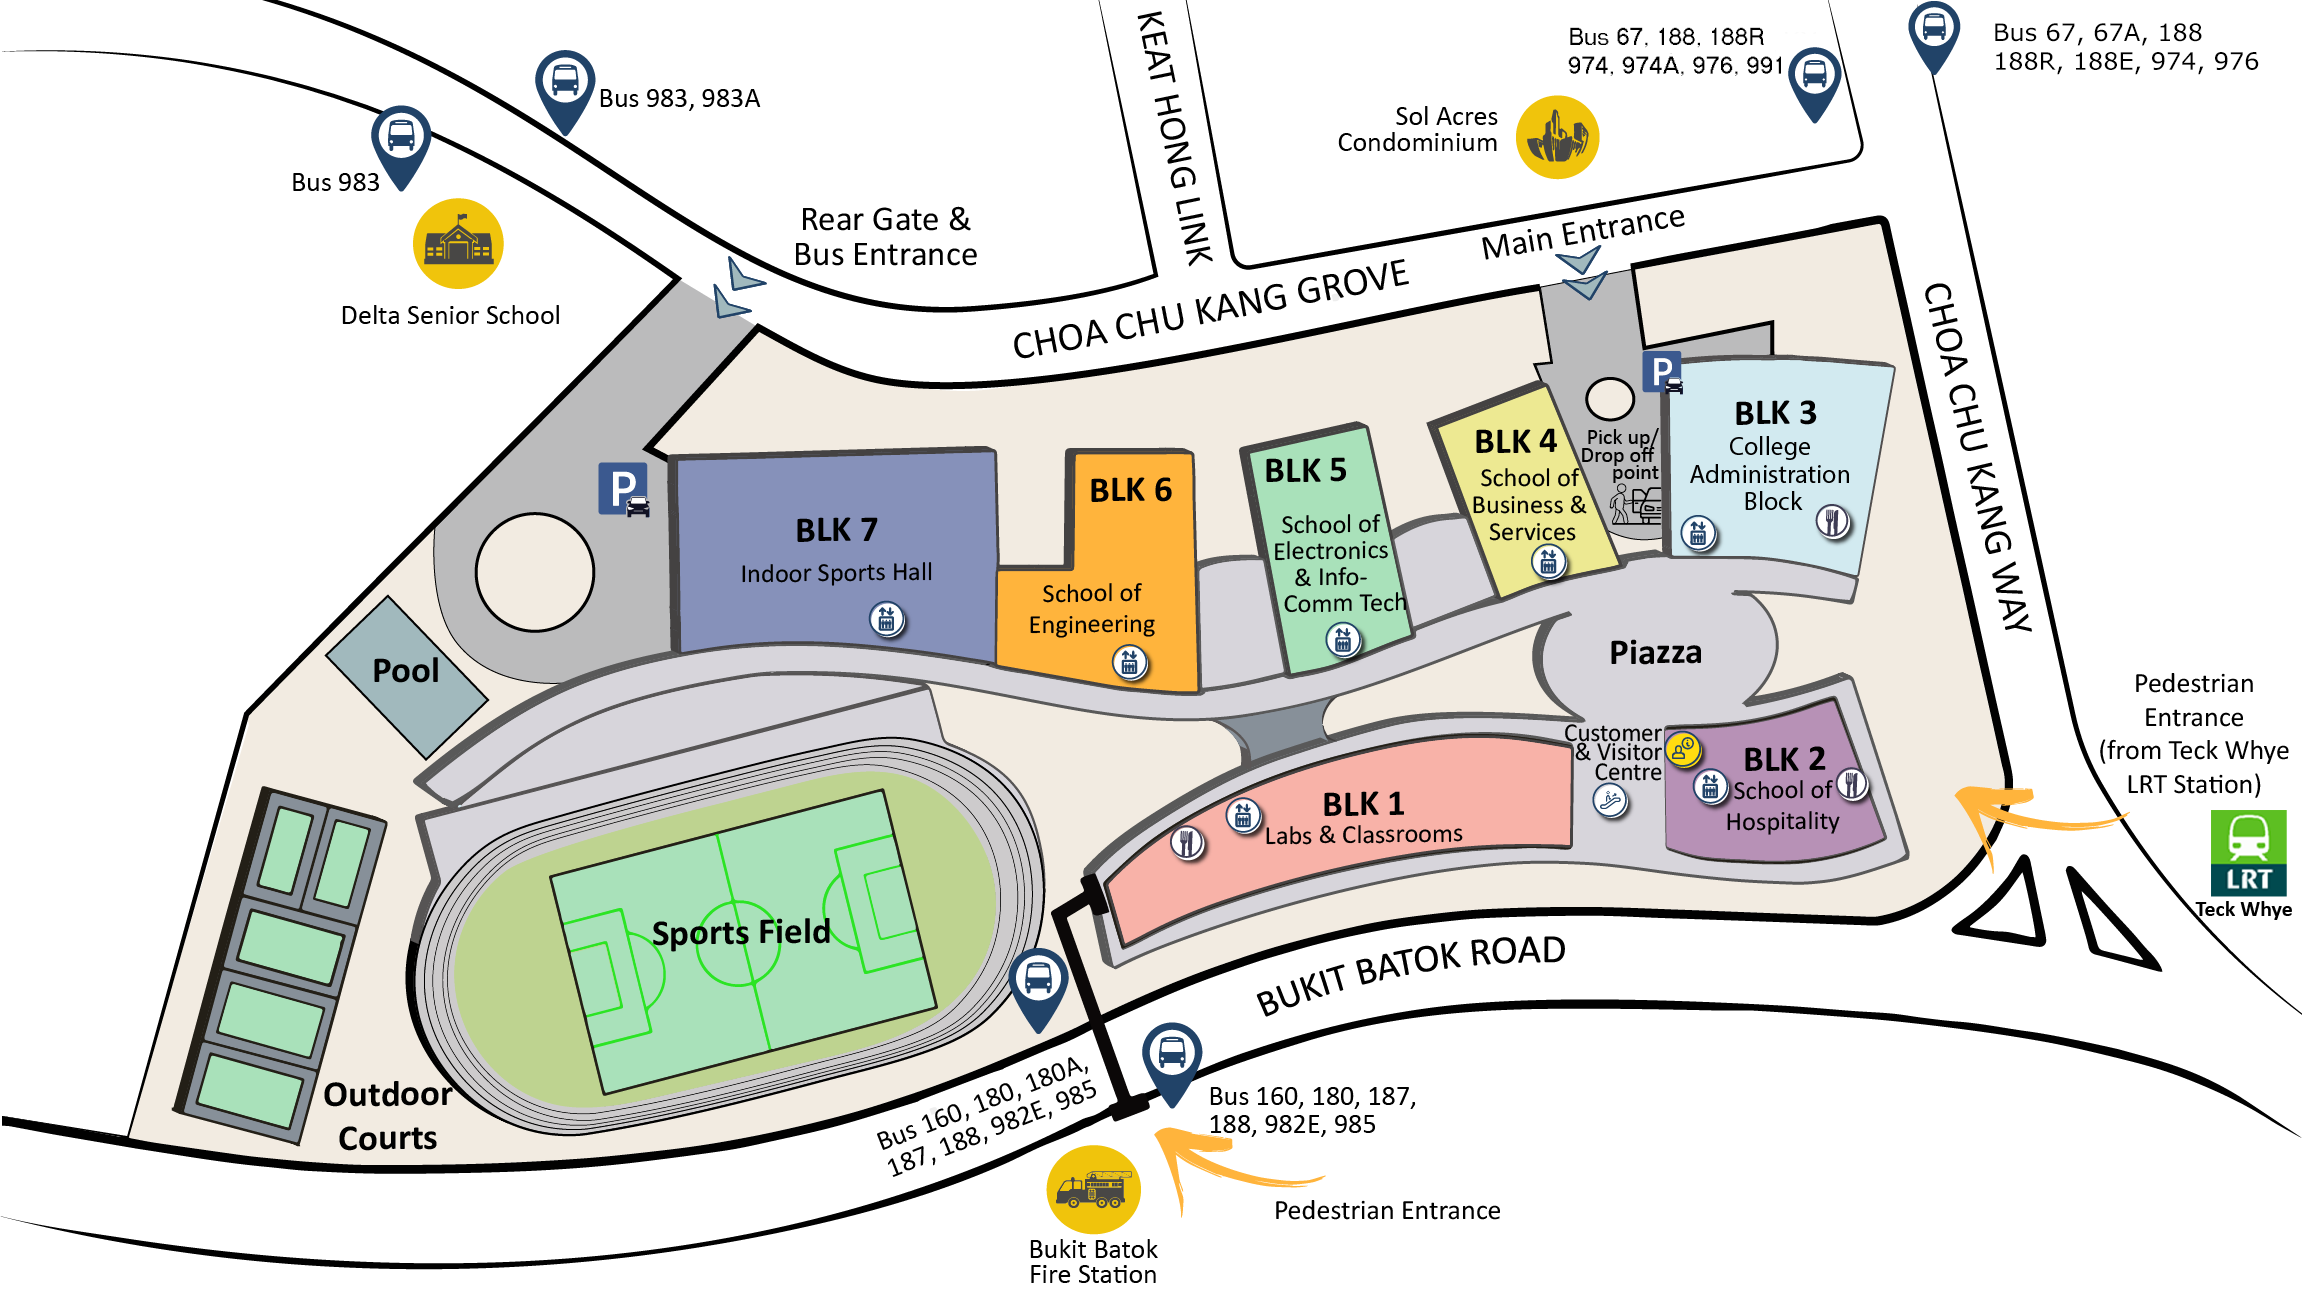 Bus 67, 188, 188R
974, 974A, 976, 991
Bus 67, 67A, 188
188R, 188E, 974, 976
Bus 983, 983A
Bus 983
Delta Senior School
Rear Gate &
Bus Entrance
KEAT HONG LINK
Sol Acres
Condominium
Main Entrance
CHOA CHU KANG GROVE
CHOA CHU KANG WAY
P
BLK 3
College
Administration
Block
Pick up/
Drop off
point
BLK 4
School of
Business &
Services
BLK 5
School of
Electronics
& Info-
Comm Tech
BLK 6
School of
Engineering
P
BLK 7
Indoor Sports Hall
Pool
Piazza
Customer
& Visitor
Centre
BLK 2
School of
Hospitality
BLK 1
Labs & Classrooms
Pedestrian
Entrance
(from Teck Whye
LRT Station)
LRT
Teck Whye
Sports Field
Outdoor
Courts
BUKIT BATOK ROAD
Bus 160, 180, 180A,
187, 188, 982E, 985
Bus 160, 180, 187,
188, 982E, 985
Pedestrian Entrance
Bukit Batok
Fire Station